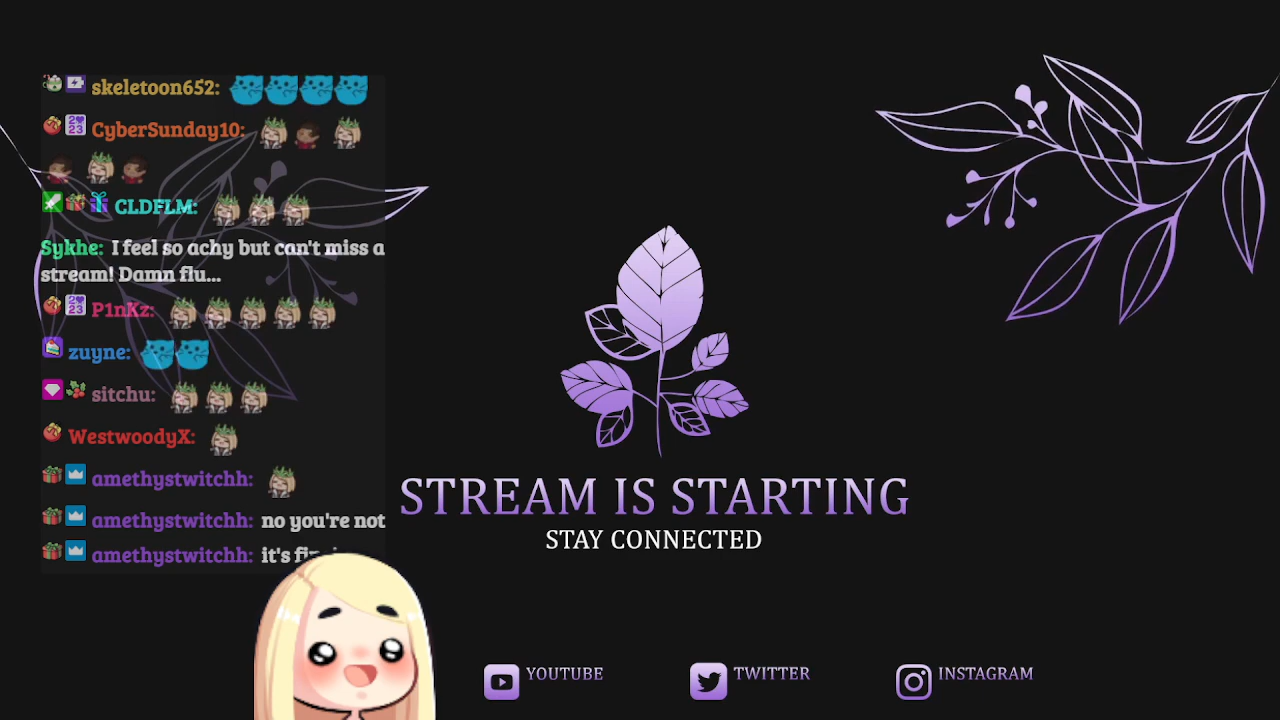 skeletoon652:
CyberSunday10:
CLDFLM:
Sykhe: I feel so achy but can't miss a
stream! Damn flu...
P1nKz:
zuyne:
sitchu:
WestwoodyX:
amethystwitchh:
amethystwitchh: no you're not
amethystwitchh: it's
STREAM IS STARTING
STAY CONNECTED
YOUTUBE
TWITTER
INSTAGRAM